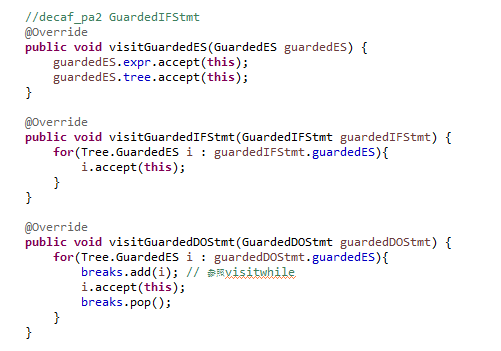 //decaf_pa2 GuardedIFStmt
@Override
public void visitGuardedES(GuardedES guardedES) {
    guardedES.expr.accept(this);
    guardedES.tree.accept(this);
}
@Override
public void visitGuardedIFStmt(GuardedIFStmt guardedIFStmt) {
    for(Tree.GuardedES i : guardedIFStmt.guardedES){
        i.accept(this);
    }
}
@Override
public void visitGuardedDOStmt(GuardedDOStmt guardedDOStmt) {
    for(Tree.GuardedES i : guardedDOStmt.guardedES){
        breaks.add(i); // 参照visitwhile
        i.accept(this);
        breaks.pop();
    }
}